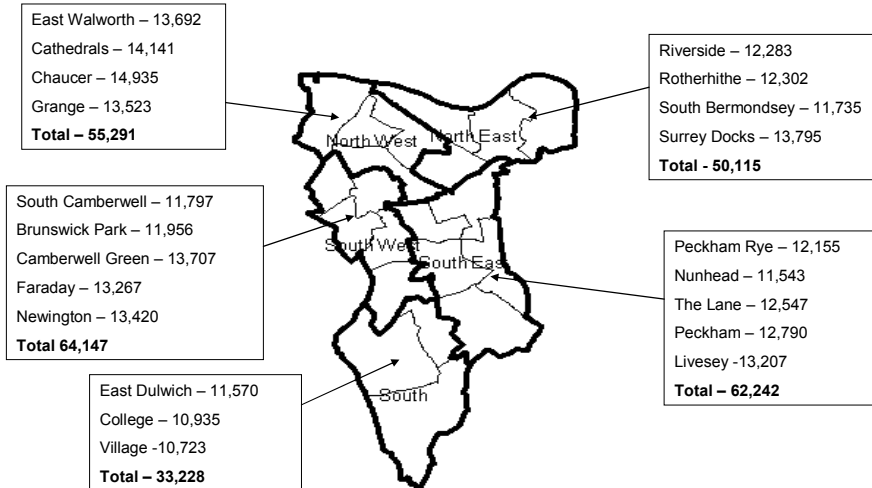 East Walworth – 13,692
Cathedrals – 14,141
Chaucer – 14,935
Grange – 13,523
Total – 55,291
Riverside – 12,283
Rotherhithe – 12,302
South Bermondsey – 11,735
Surrey Docks – 13,795
Total - 50,115
North West
North East
South Camberwell – 11,797
Brunswick Park – 11,956
Camberwell Green – 13,707
Faraday – 13,267
Newington – 13,420
Total 64,147
South West
South East
Peckham Rye – 12,155
Nunhead – 11,543
The Lane – 12,547
Peckham – 12,790
Livesey -13,207
Total – 62,242
East Dulwich – 11,570
College – 10,935
Village -10,723
Total – 33,228
South